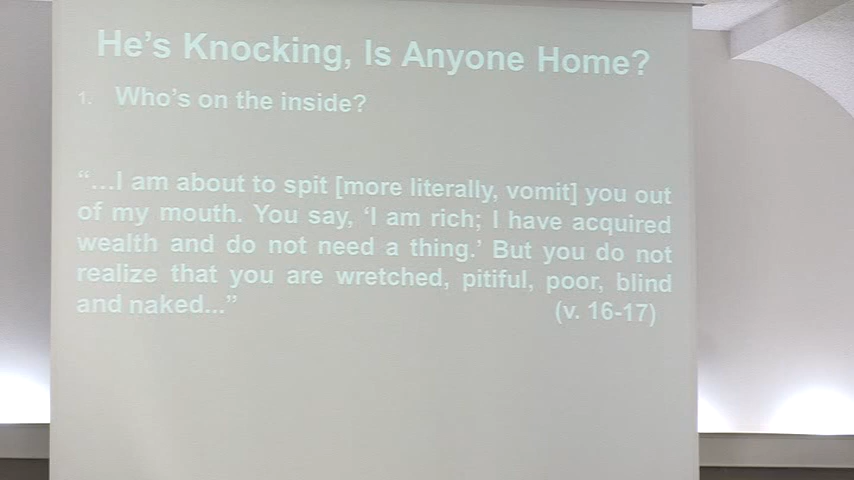 He's Knocking, Is Anyone Home?
1. Who's on the inside?
“...I am about to spit [more literally, vomit] you out
of my mouth. You say, ‘I am rich; I have acquired
wealth and do not need a thing.’ But you do not
realize that you are wretched, pitiful, poor, blind
and naked...” (v. 16-17)